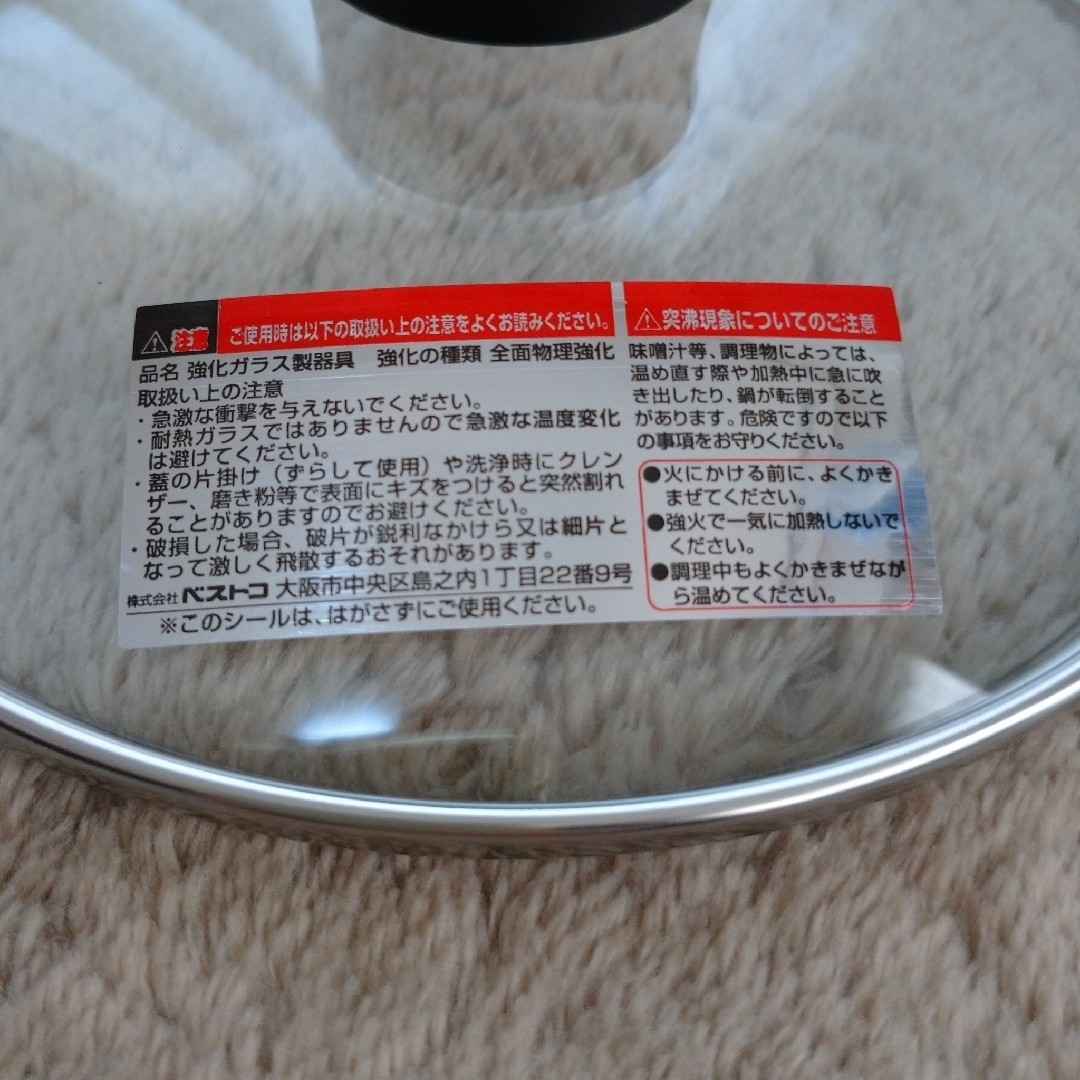 注意
ご使用時は以下の取扱い上の注意をよくお読みください。
品名 強化ガラス製器具 強化の種類 全面物理強化
取扱い上の注意
・急激な衝撃を与えないでください。
・耐熱ガラスではありませんので急激な温度変化
は避けてください。
・蓋の片掛け(ずらして使用)や洗浄時にクレン
ザー、磨き粉等で表面にキズをつけると突然割れ
ることがありますのでお避けください。
・破損した場合、破片が鋭利なかけら又は細片と
なって激しく飛散するおそれがあります。
株式会社 ベストコ 大阪市中央区島之内1丁目22番9号
※このシールは、はがさずにご使用ください。
突沸現象についてのご注意
味噌汁等、調理物によっては、
温め直す際や加熱中に急に吹
き出したり、鍋が転倒すること
があります。危険ですので以下
の事項をお守りください。
●火にかける前に、よくかき
まぜてください。
●強火で一気に加熱しないで
ください。
●調理中もよくかきまぜなが
ら温めてください。